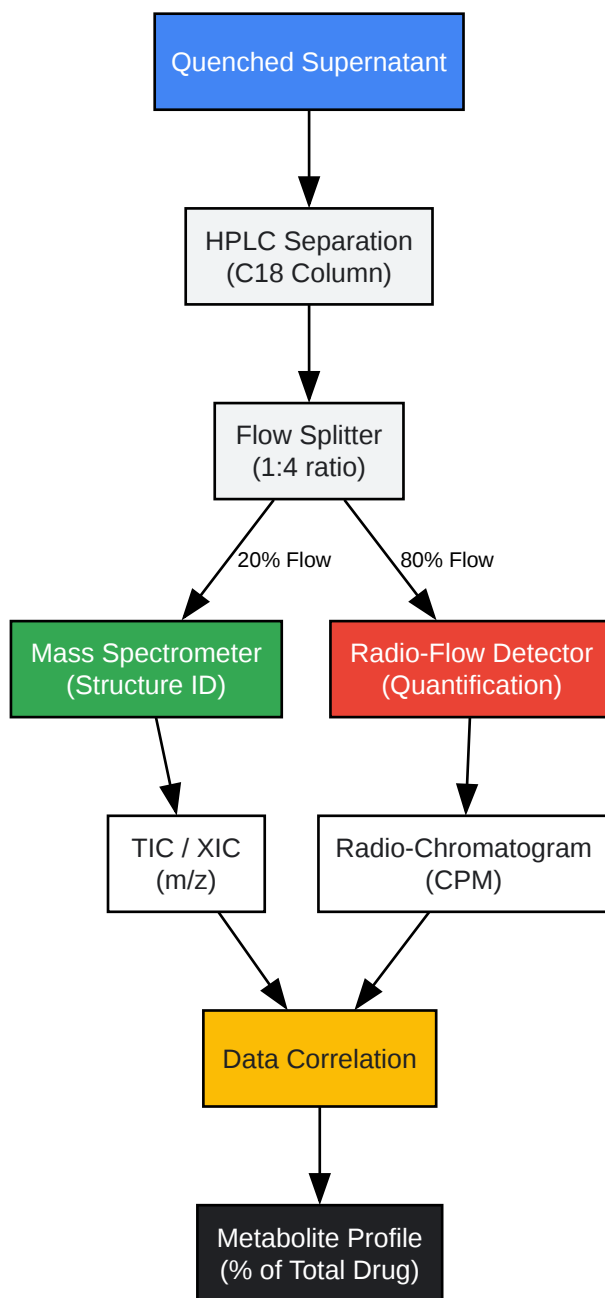 Quenched Supernatant
HPLC Separation
(C18 Column)
Flow Splitter
(1:4 ratio)
20% Flow
80% Flow
Mass Spectrometer
(Structure ID)
Radio-Flow Detector
(Quantification)
TIC / XIC
(m/z)
Radio-Chromatogram
(CPM)
Data Correlation
Metabolite Profile
(% of Total Drug)